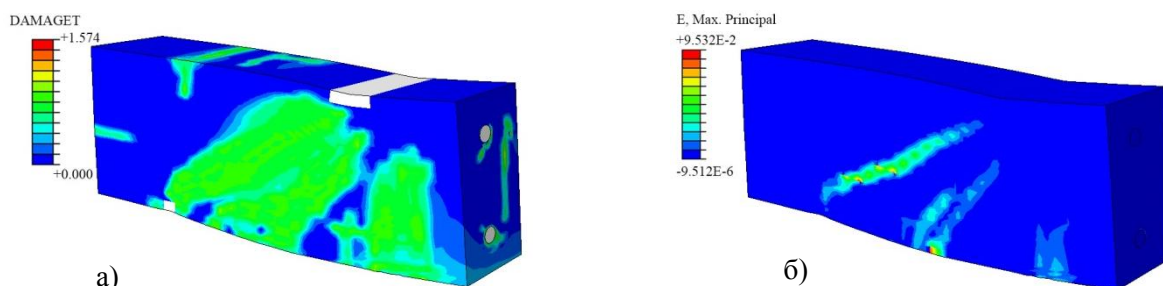 DAMAGET
+1.574
+0.000
а)
E, Max. Principal
+9.532E-2
-9.512E-6
б)